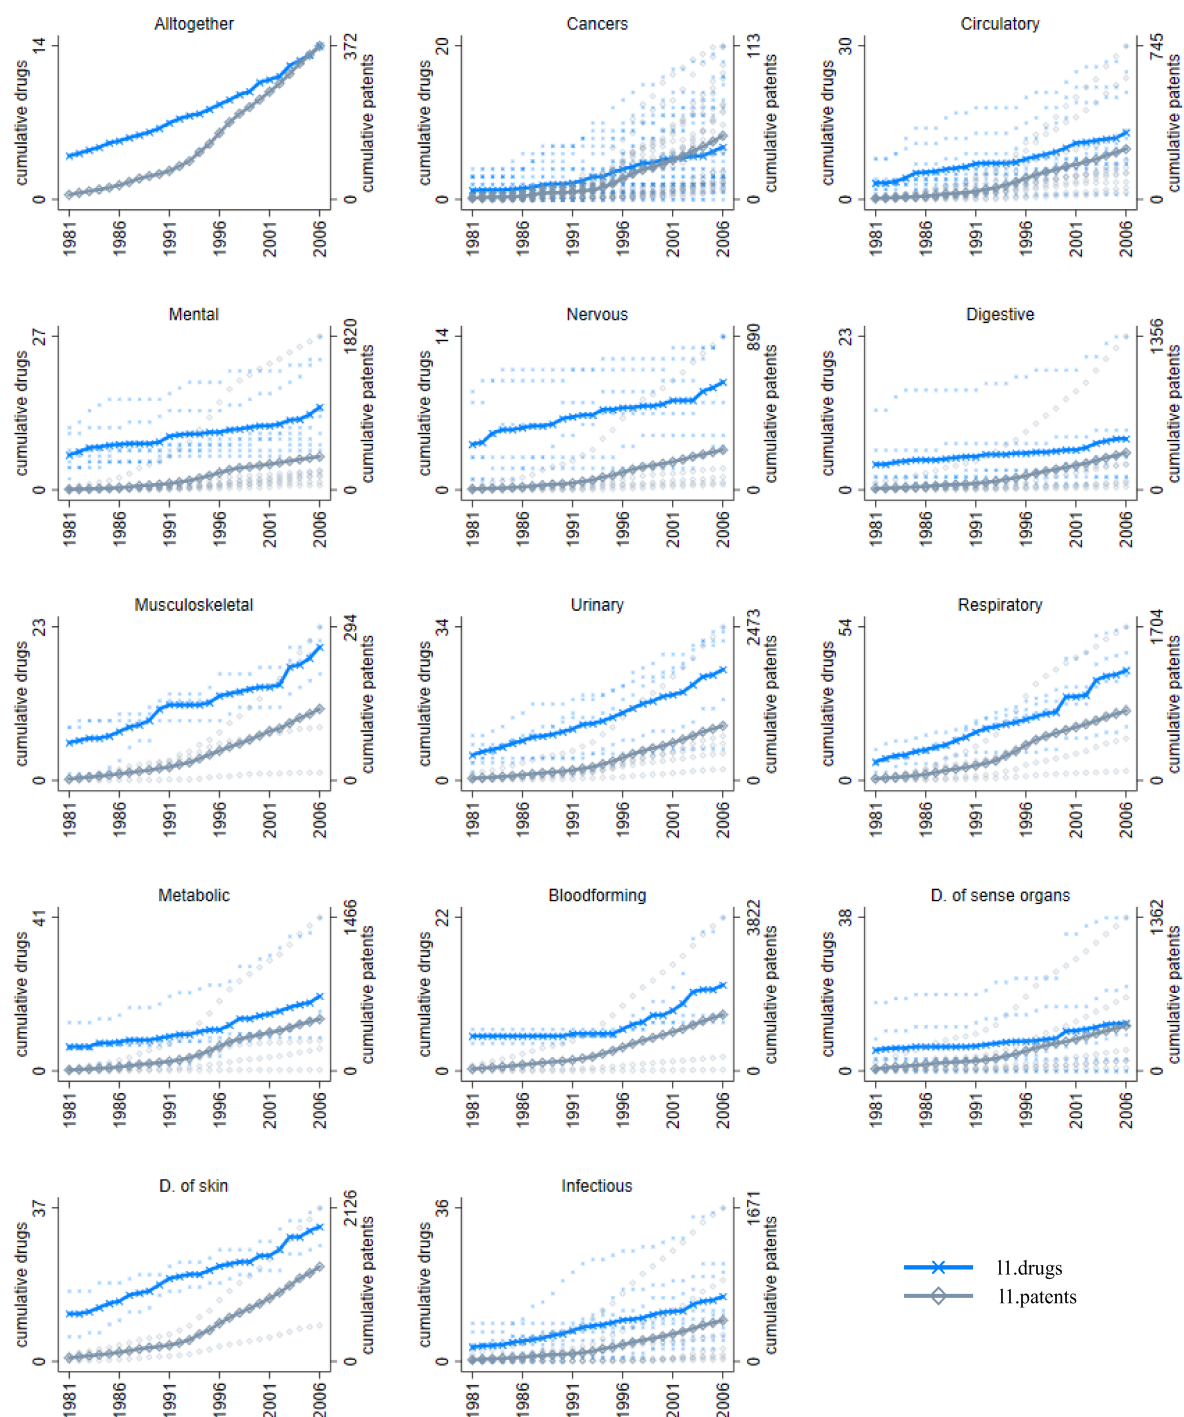 Alltogether
cumulative drugs
14
0
372
0
cumulative patents
1981 1986 1991 1996 2001 2006
Cancers
cumulative drugs
20
0
113
0
cumulative patents
1981 1986 1991 1996 2001 2006
Circulatory
cumulative drugs
30
0
745
0
cumulative patents
1981 1986 1991 1996 2001 2006
Mental
cumulative drugs
27
0
1820
0
cumulative patents
1981 1986 1991 1996 2001 2006
Nervous
cumulative drugs
14
0
890
0
cumulative patents
1981 1986 1991 1996 2001 2006
Digestive
cumulative drugs
23
0
1356
0
cumulative patents
1981 1986 1991 1996 2001 2006
Musculoskeletal
cumulative drugs
23
0
294
0
cumulative patents
1981 1986 1991 1996 2001 2006
Urinary
cumulative drugs
34
0
2473
0
cumulative patents
1981 1986 1991 1996 2001 2006
Respiratory
cumulative drugs
54
0
1704
0
cumulative patents
1981 1986 1991 1996 2001 2006
Metabolic
cumulative drugs
41
0
1466
0
cumulative patents
1981 1986 1991 1996 2001 2006
Bloodforming
cumulative drugs
22
0
3822
0
cumulative patents
1981 1986 1991 1996 2001 2006
D. of sense organs
cumulative drugs
38
0
1362
0
cumulative patents
1981 1986 1991 1996 2001 2006
D. of skin
cumulative drugs
37
0
2126
0
cumulative patents
1981 1986 1991 1996 2001 2006
Infectious
cumulative drugs
36
0
1671
0
cumulative patents
1981 1986 1991 1996 2001 2006
l1.drugs
l1.patents